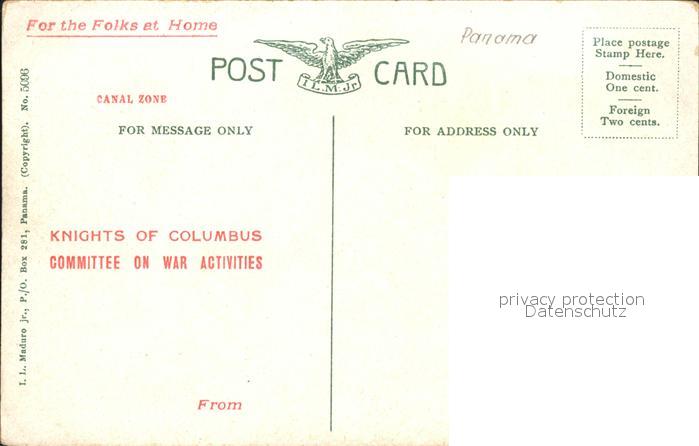 For the Folks at Home
Panama
POST CARD
I.L.M.Jr.
Place postage
Stamp Here.
Domestic
One cent.
Foreign
Two cents.
CANAL ZONE
FOR MESSAGE ONLY
FOR ADDRESS ONLY
KNIGHTS OF COLUMBUS
COMMITTEE ON WAR ACTIVITIES
From
I. L. Maduro jr., P./O. Box 281, Panama. (Copyright). No. 5096
privacy protection
Datenschutz